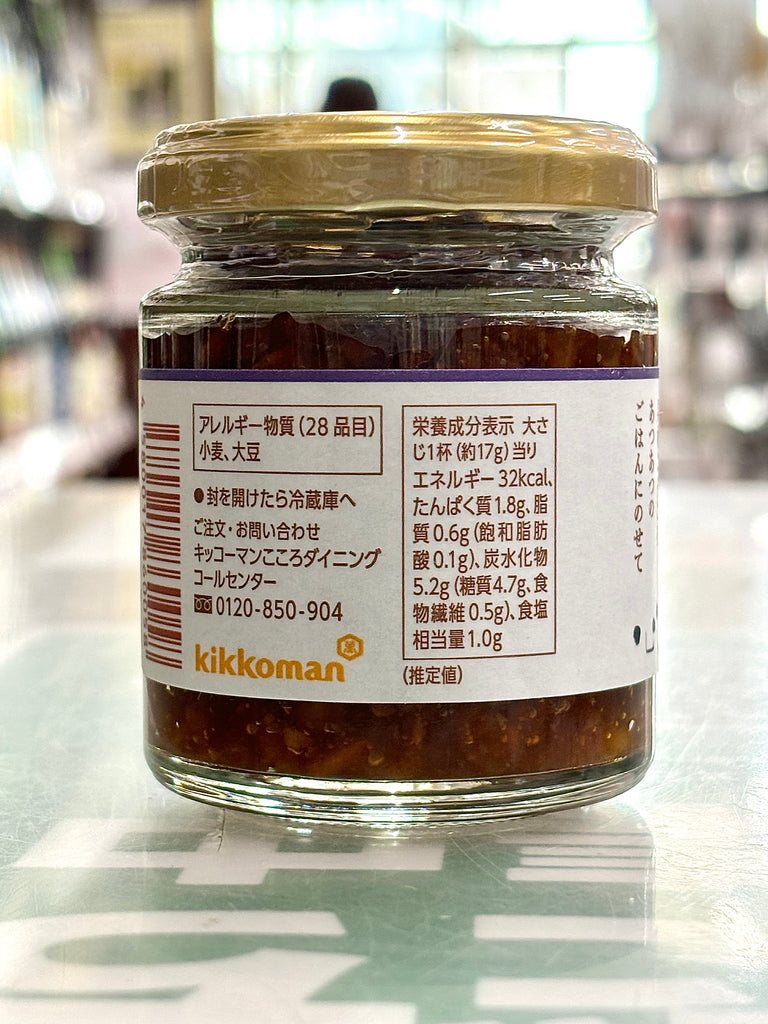 アレルギー物質(28品目)
小麦、大豆
●封を開けたら冷蔵庫へ
ご注文・お問い合わせ
キッコーマンこころダイニング
コールセンター
0120-850-904
kikkoman
栄養成分表示 大さ
じ1杯(約17g)当り
エネルギー32kcal、
たんぱく質1.8g、脂
質0.6g(飽和脂肪
酸0.1g)、炭水化物
5.2g(糖質4.7g、食
物繊維0.5g)、食塩
相当量1.0g
(推定値)
あつあつの
ごはんにのせて